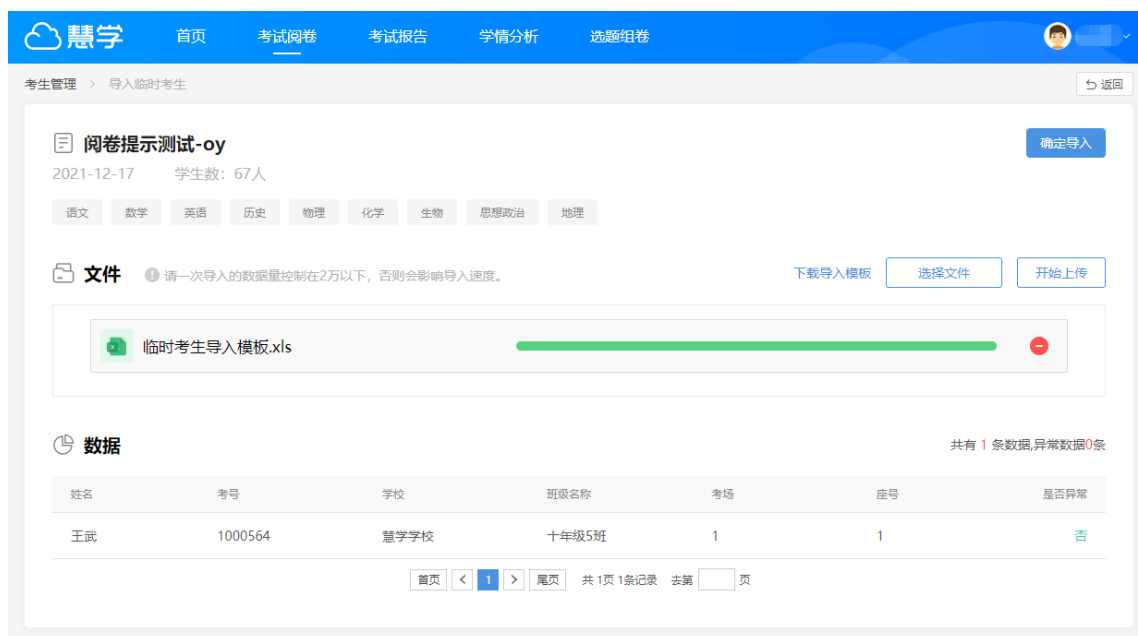 慧学 首页 考试阅卷 考试报告 学情分析 选题组卷
考生管理 > 导入临时考生 返回
阅卷提示测试-oy 确定导入
2021-12-17 学生数：67人
语文 数学 英语 历史 物理 化学 生物 思想政治 地理
文件 请一次导入的数据量控制在2万以下，否则会影响导入速度。 下载导入模板 选择文件 开始上传
临时考生导入模板.xls
数据 共有 1 条数据,异常数据0条
姓名 考号 学校 班级名称 考场 座号 是否异常
王武 1000564 慧学学校 十年级5班 1 1 否
首页 < 1 > 尾页 共 1页 1条记录 去第 页